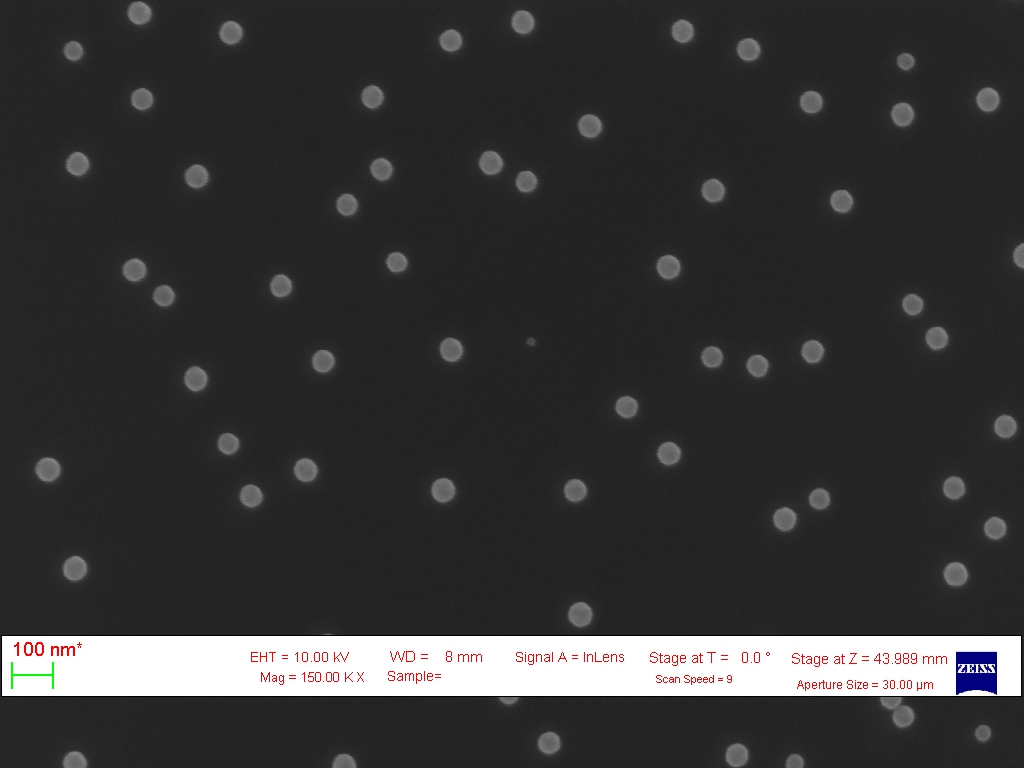 100 nm*
EHT = 10.00 kV WD = 8 mm Signal A = InLens Stage at T = 0.0 ° Stage at Z = 43.989 mm
Mag = 150.00 K X Sample= Scan Speed = 9 Aperture Size = 30.00 µm
ZEISS